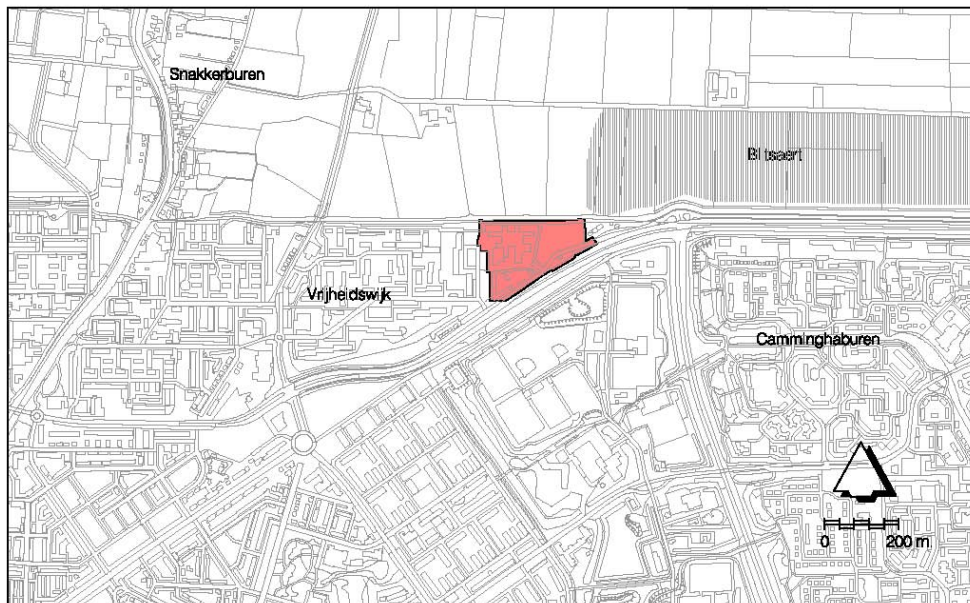 Snakkerburen
Blitsaert
Vrijheidswijk
Camminghaburen
0 200 m